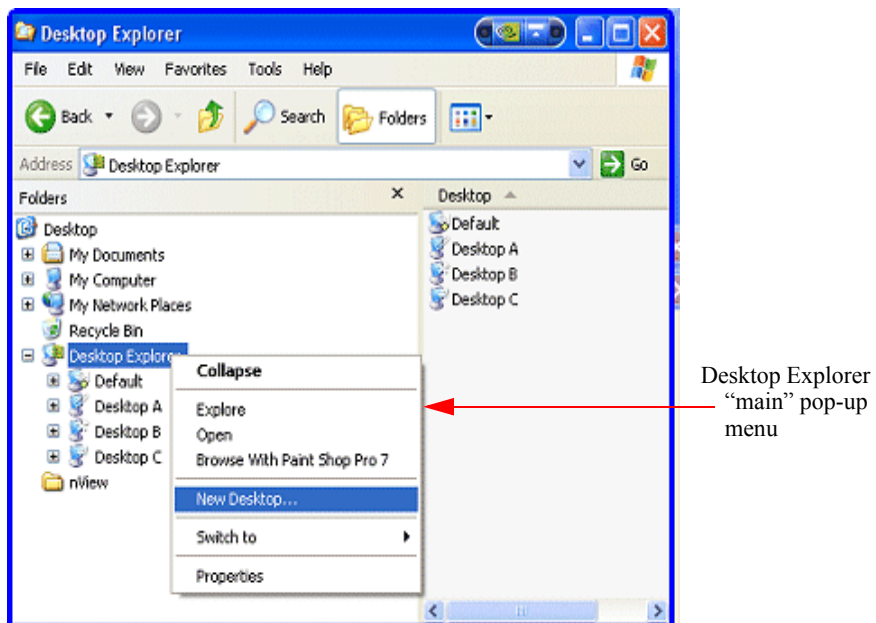 Desktop Explorer
File Edit View Favorites Tools Help
Back Search Folders
Address Desktop Explorer Go
Folders
Desktop
My Documents
My Computer
My Network Places
Recycle Bin
Desktop Explorer
Default
Desktop A
Desktop B
Desktop C
nView
Collapse
Explore
Open
Browse With Paint Shop Pro 7
New Desktop...
Switch to
Properties
Desktop
Default
Desktop A
Desktop B
Desktop C
Desktop Explorer
“main” pop-up
menu